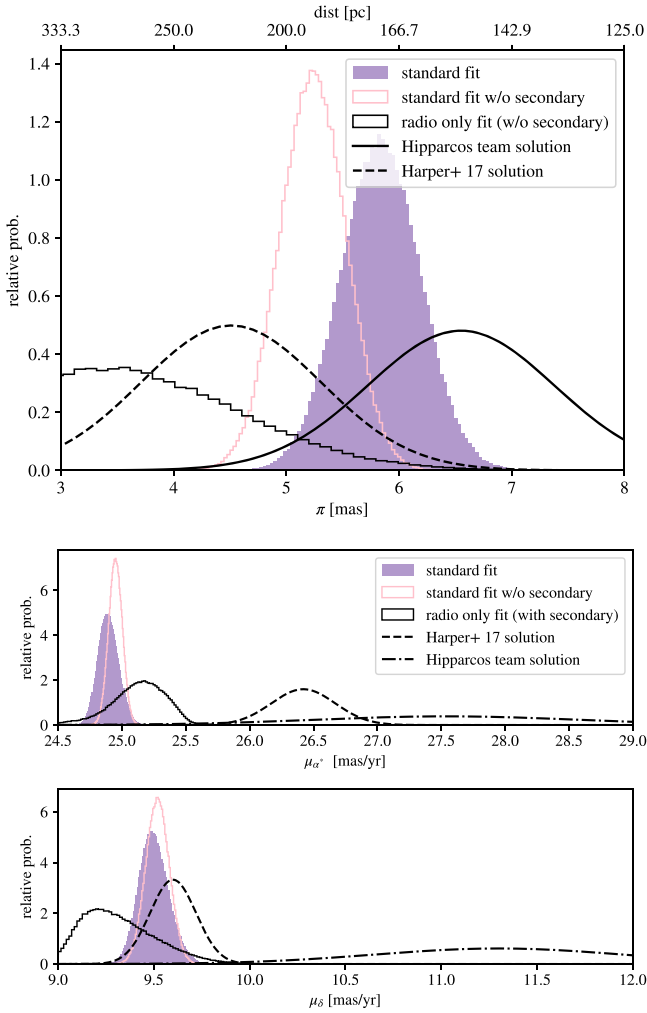 dist [pc]
333.3 250.0 200.0 166.7 142.9 125.0
1.4
1.2
1.0
0.8
0.6
0.4
0.2
0.0
relative prob.
standard fit
standard fit w/o secondary
radio only fit (w/o secondary)
Hipparcos team solution
Harper+ 17 solution
3 4 5 6 7 8
π [mas]
6
4
2
0
relative prob.
standard fit
standard fit w/o secondary
radio only fit (with secondary)
Harper+ 17 solution
Hipparcos team solution
24.5 25.0 25.5 26.0 26.5 27.0 27.5 28.0 28.5 29.0
μα* [mas/yr]
6
4
2
0
relative prob.
9.0 9.5 10.0 10.5 11.0 11.5 12.0
μδ [mas/yr]